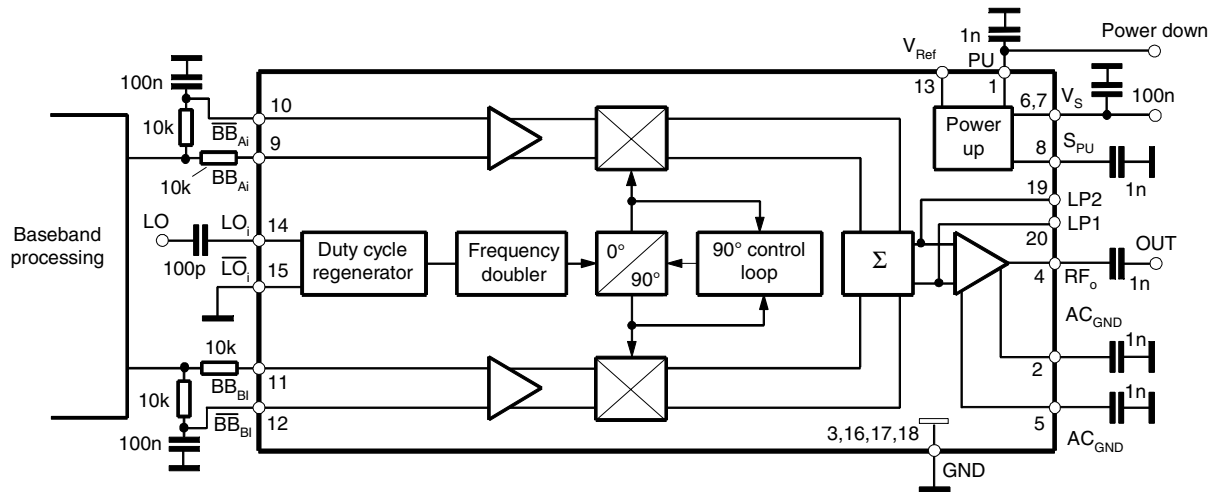 1n
Power down
V_Ref
PU
100n
13
1
6,7
V_S
100n
10
10k
BB_Ai
Power
up
9
8
S_PU
10k
BB_Ai
1n
19
LP2
LO
LO_i
14
LP1
Baseband
processing
Duty cycle
regenerator
Frequency
doubler
0°
90°
90° control
loop
Σ
20
OUT
100p
LO_i
15
4
RF_o
1n
AC_GND
10k
1n
11
BB_BI
2
10k
1n
12
BB_BI
3,16,17,18
5
100n
AC_GND
GND